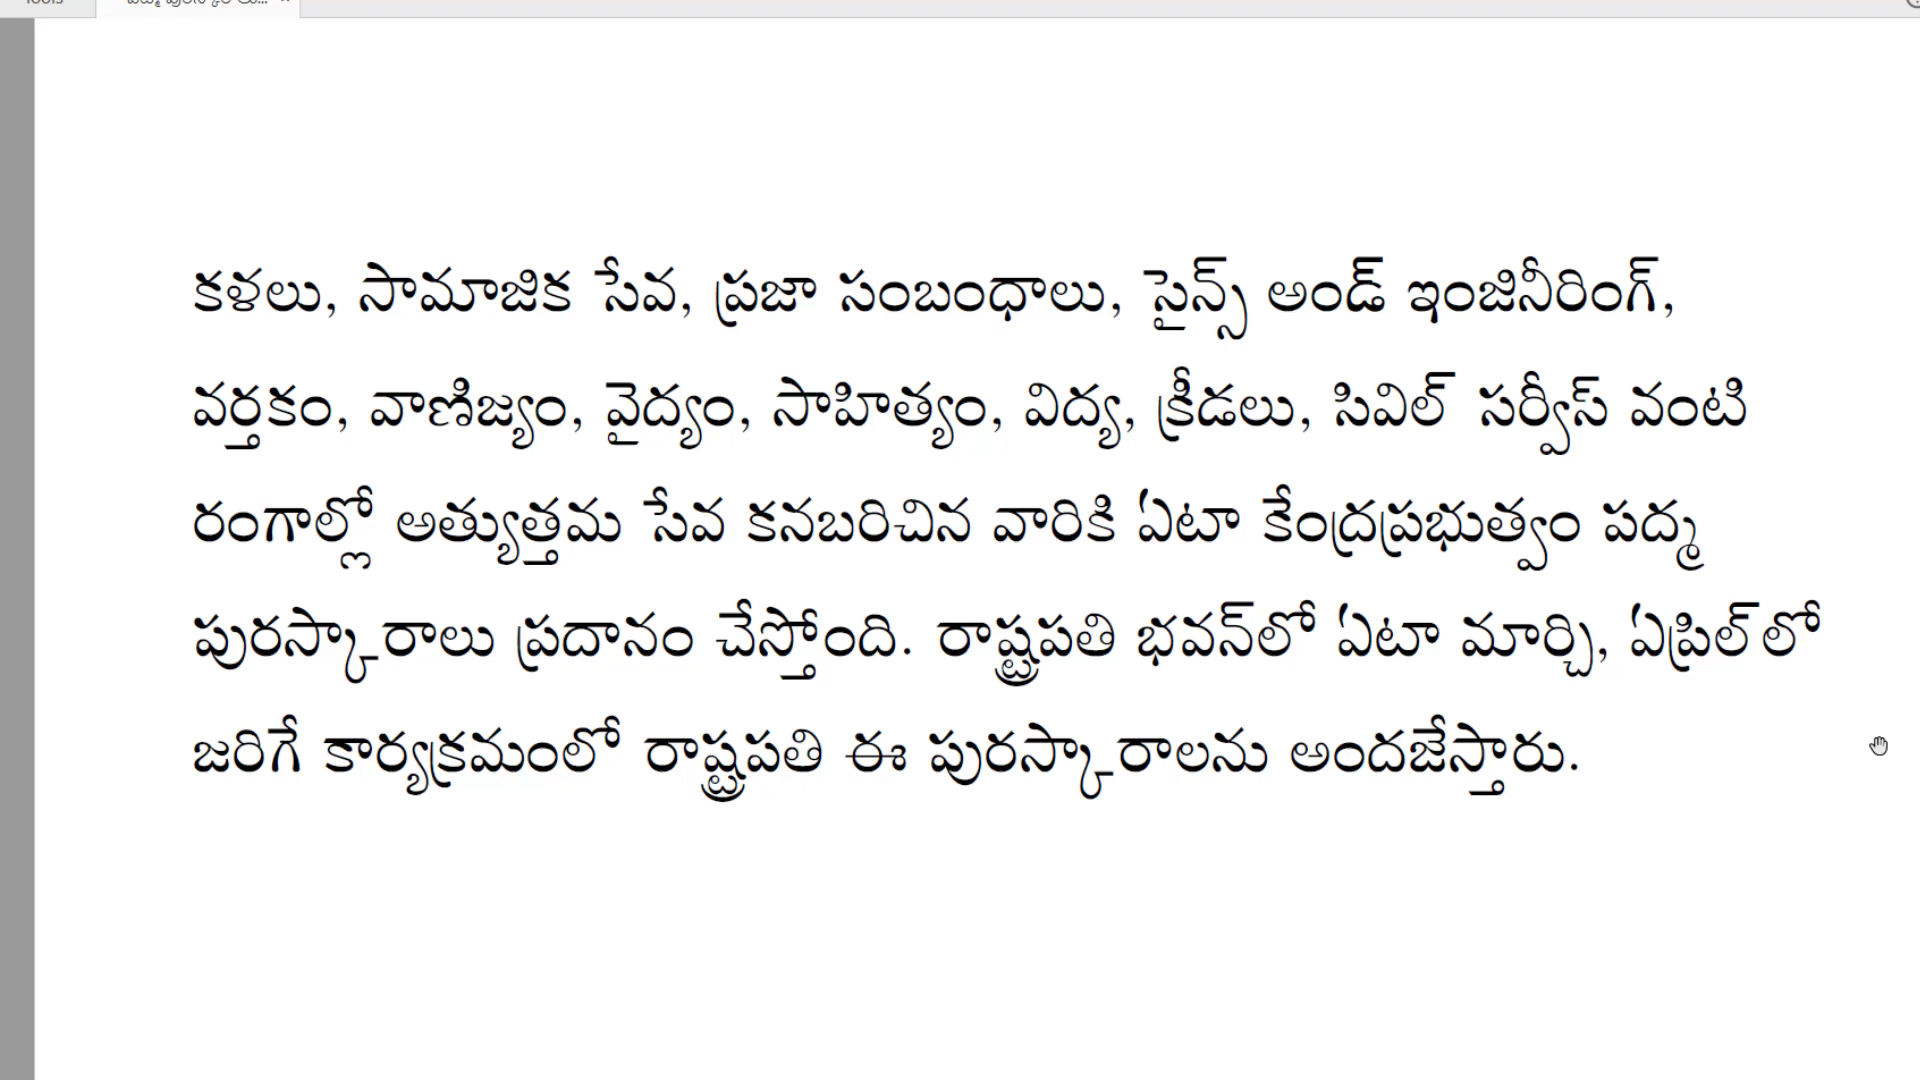 కళలు, సామాజిక సేవ, ప్రజా సంబంధాలు, సైన్స్ అండ్ ఇంజినీరింగ్,
వర్తకం, వాణిజ్యం, వైద్యం, సాహిత్యం, విద్య, క్రీడలు, సివిల్ సర్వీస్ వంటి
రంగాల్లో అత్యుత్తమ సేవ కనబరిచిన వారికి ఏటా కేంద్రప్రభుత్వం పద్మ
పురస్కారాలు ప్రదానం చేస్తోంది. రాష్ట్రపతి భవన్‌లో ఏటా మార్చి, ఏప్రిల్‌లో
జరిగే కార్యక్రమంలో రాష్ట్రపతి ఈ పురస్కారాలను అందజేస్తారు.